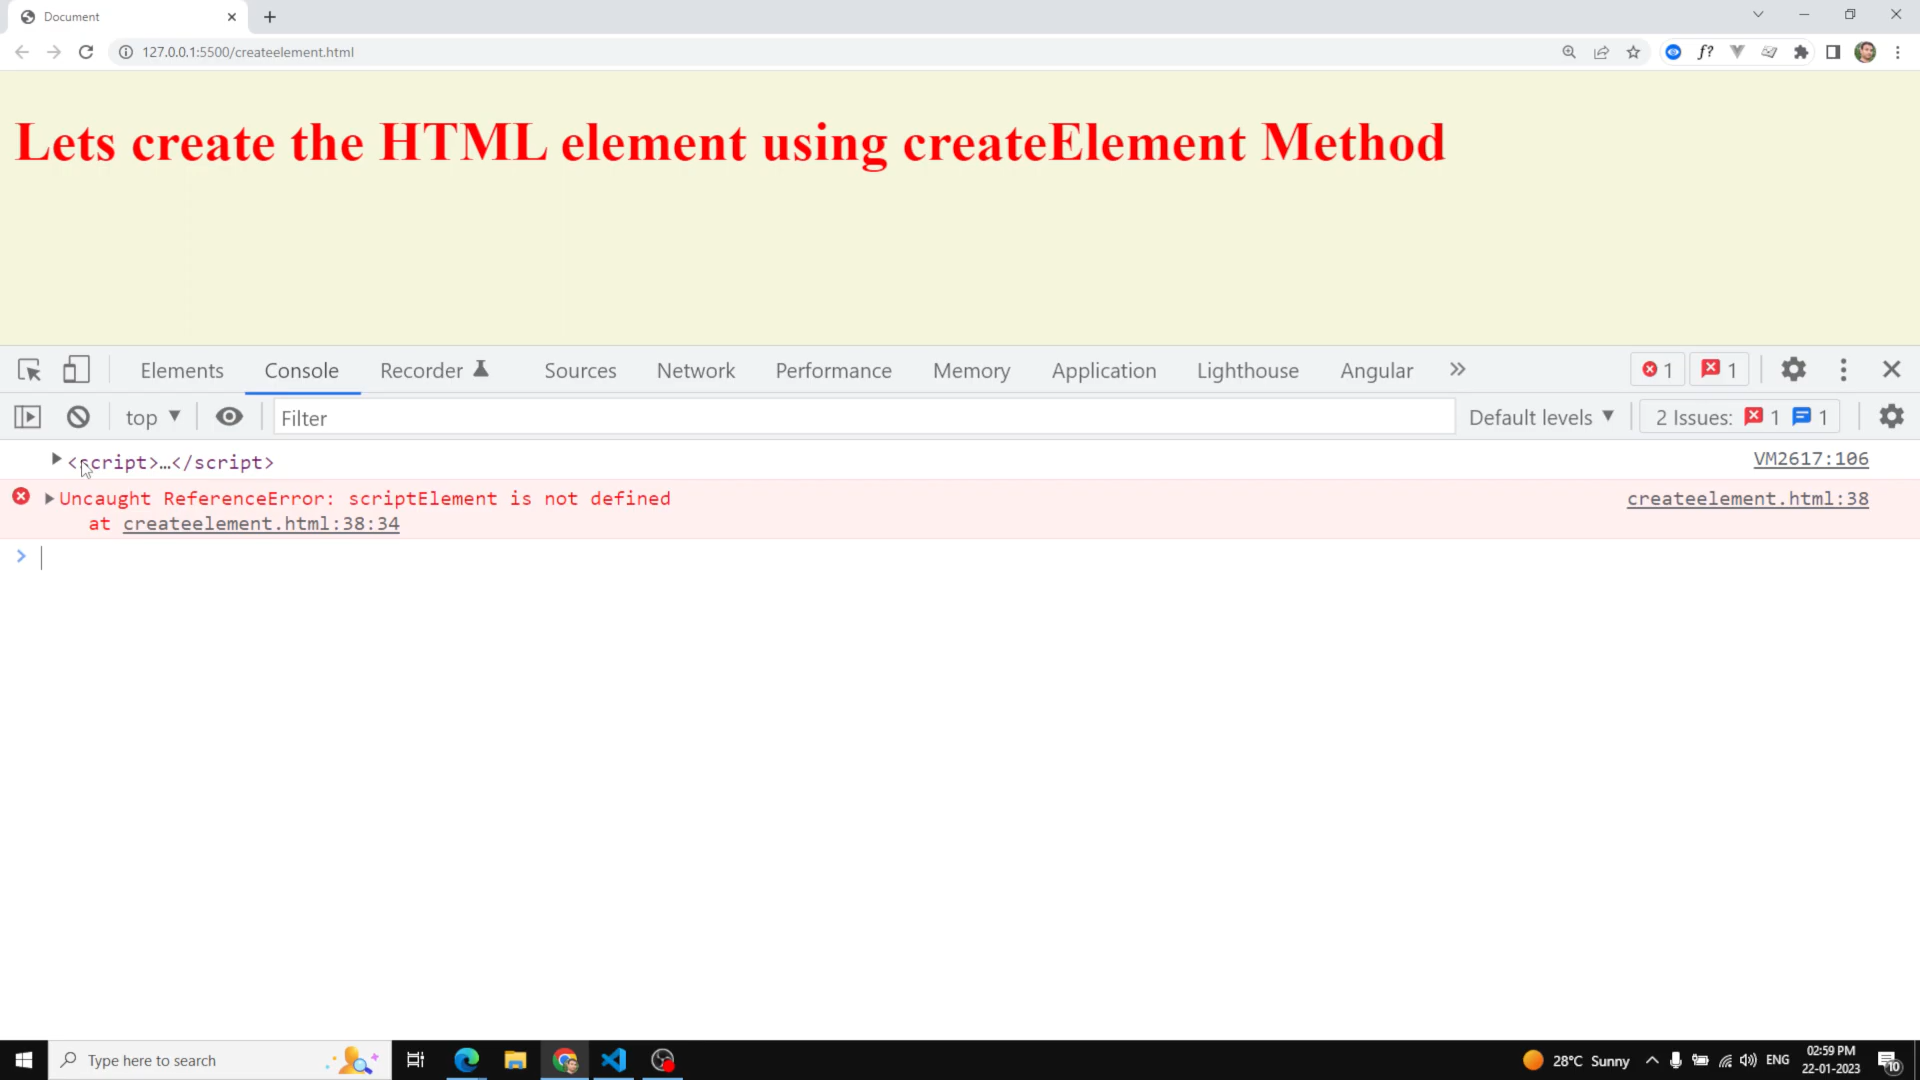 Document
127.0.0.1:5500/createelement.html
f?
Lets create the HTML element using createElement Method
Elements Console Recorder Sources Network Performance Memory Application Lighthouse Angular 1 1
top Filter Default levels 2 Issues: 1 1
<script>…</script> VM2617:106
Uncaught ReferenceError: scriptElement is not defined createelement.html:38
at createelement.html:38:34
Type here to search
28°C Sunny ENG
02:59 PM
22-01-2023
10